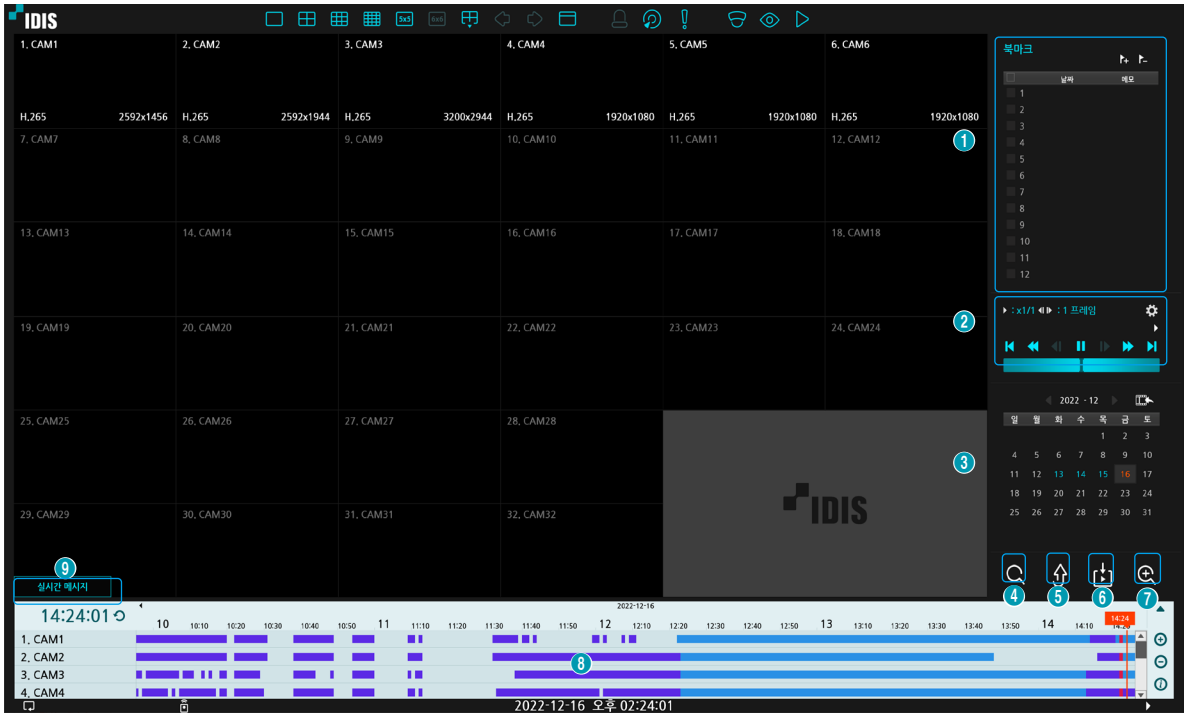 IDIS
5x5
6x6
1, CAM1
2, CAM2
3, CAM3
4, CAM4
5, CAM5
6, CAM6
H,265 2592x1456
H,265 2592x1944
H,265 3200x2944
H,265 1920x1080
H,265 1920x1080
H,265 1920x1080
7, CAM7
8, CAM8
9, CAM9
10, CAM10
11, CAM11
12, CAM12
1
13, CAM13
14, CAM14
15, CAM15
16, CAM16
17, CAM17
18, CAM18
19, CAM19
20, CAM20
21, CAM21
22, CAM22
23, CAM23
24, CAM24
2
25, CAM25
26, CAM26
27, CAM27
28, CAM28
3
IDIS
29, CAM29
30, CAM30
31, CAM31
32, CAM32
북마크
날짜 메모
1
2
3
4
5
6
7
8
9
10
11
12
: x1/1 : 1 프레임
2022 - 12
일 월 화 수 목 금 토
1 2 3
4 5 6 7 8 9 10
11 12 13 14 15 16 17
18 19 20 21 22 23 24
25 26 27 28 29 30 31
4 5 6 7
9
실시간 메시지
14:24:01
2022-12-16
14:24
10 10:10 10:20 10:30 10:40 10:50 11 11:10 11:20 11:30 11:40 11:50 12 12:10 12:20 12:30 12:40 12:50 13 13:10 13:20 13:30 13:40 13:50 14 14:10 14:20
1, CAM1
2, CAM2
8
3, CAM3
4, CAM4
2022-12-16 오후 02:24:01